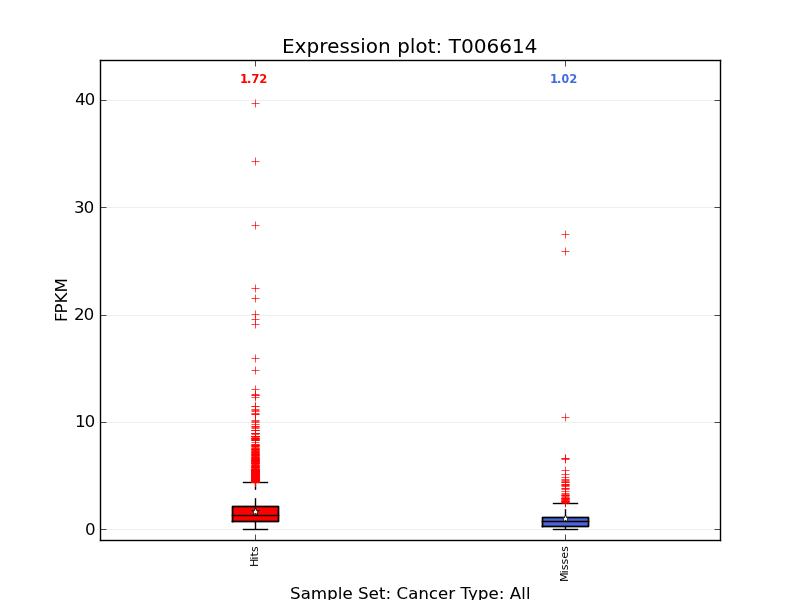 Expression plot: T006614
1.72
1.02
40
30
20
10
0
FPKM
Hits
Misses
Sample Set: Cancer Type: All